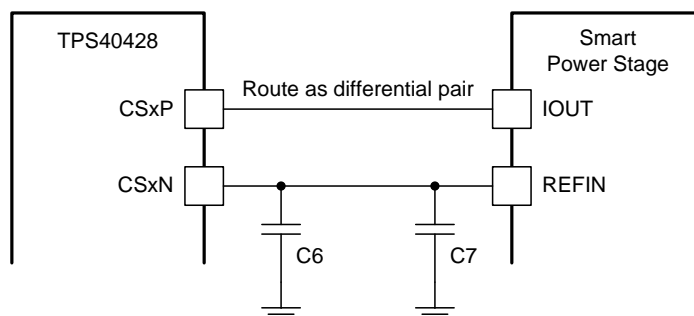 TPS40428
Smart
Power Stage
Route as differential pair
CSxP
IOUT
CSxN
REFIN
C6
C7